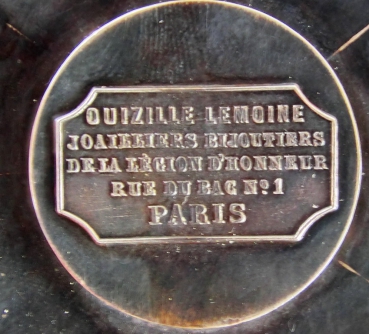 OUIZILLE LEMOINE
JOAILLIERS BIJOUTIERS
DE LA LÉGION D'HONNEUR
RUE DU BAC Nº 1
PARIS